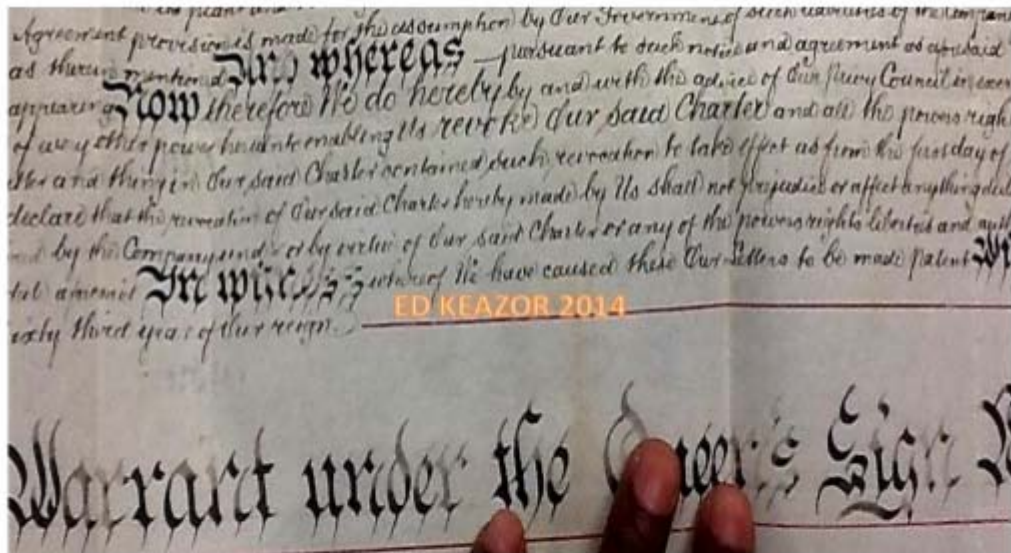 Agreement provision is made for the assumption by Our Government of such
as therein mentioned And whereas pursuant to such notice and agreement as aforesaid
appearing Now therefore We do hereby by and with the advice of Our Privy Council in
of any other power hereunto enabling Us revoke Our said Charter and all the powers righ
and thing in Our said Charter contained such revocation to take effect as from the first day of
declare that the revocation of Our said Charter hereby made by Us shall not prejudice or affect anything
by the Company under or by virtue of Our said Charter or any of the powers rights liberties and auth
In witness whereof We have caused these Our Letters to be made Patent
ED KEAZOR 2014
ixty third year of Our reign
Warrant under the Queen's Sign